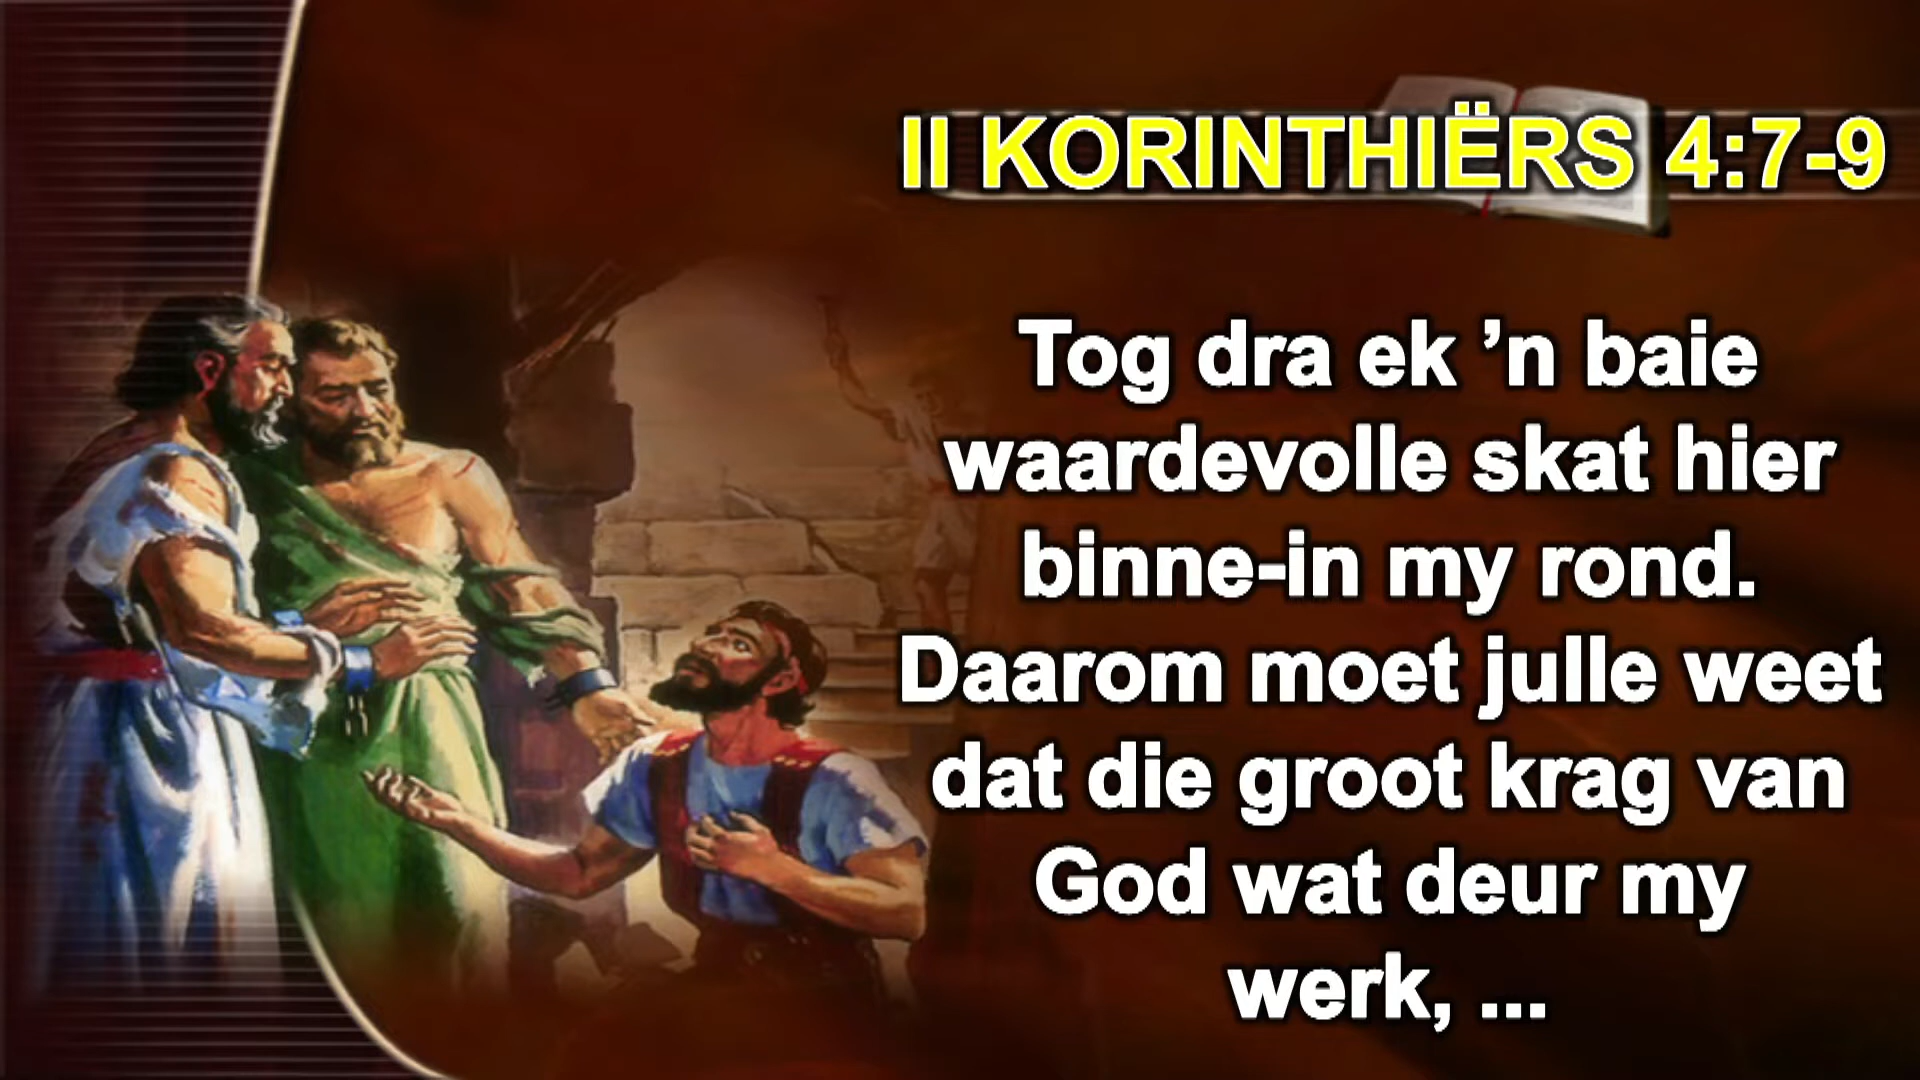 II KORINTHIËRS 4:7-9
Tog dra ek ’n baie
waardevolle skat hier
binne-in my rond.
Daarom moet julle weet
dat die groot krag van
God wat deur my
werk, ...